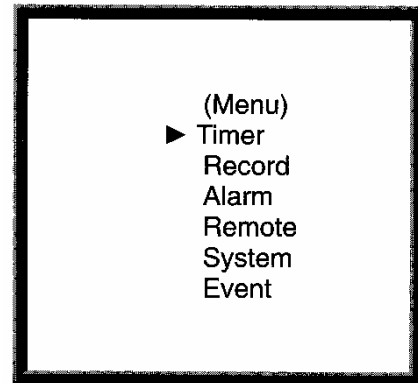 (Menu)
► Timer
Record
Alarm
Remote
System
Event